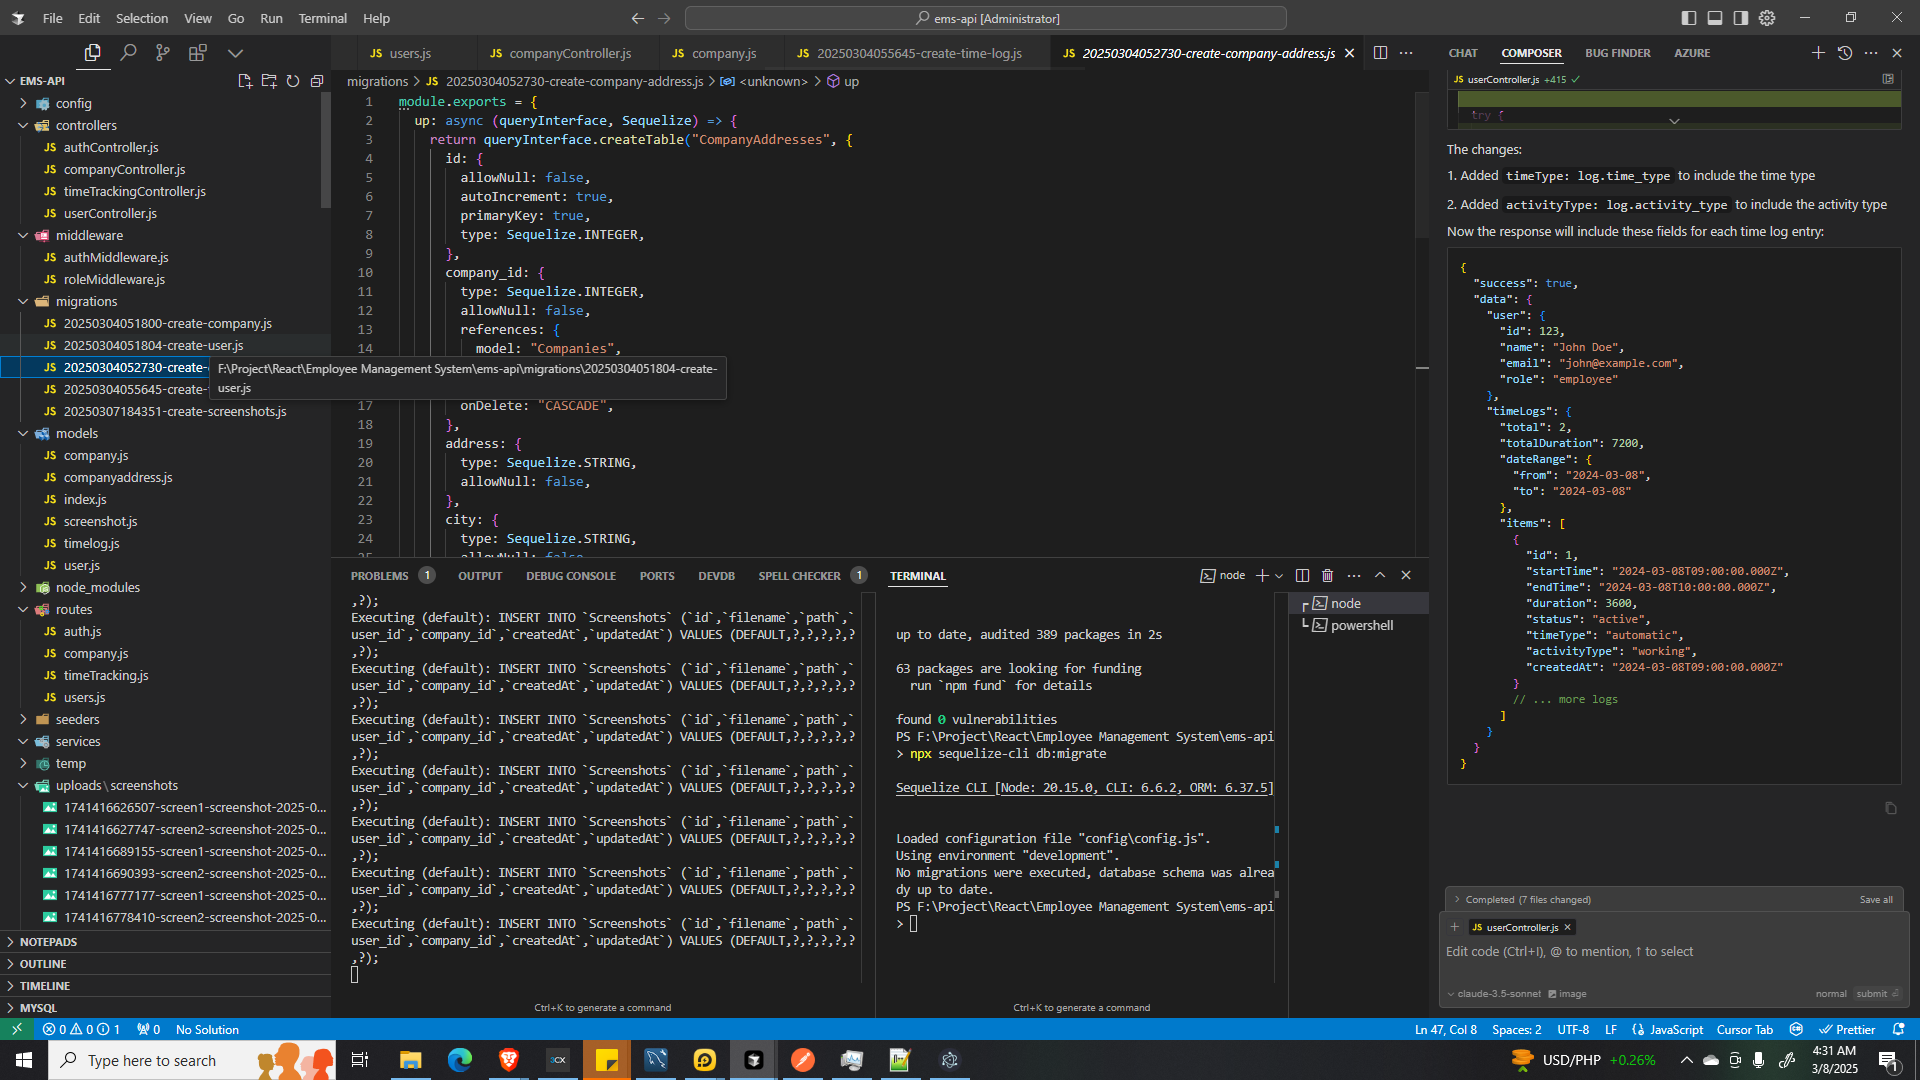 File Edit Selection View Go Run Terminal Help
ems-api [Administrator]
EMS-API
config
controllers
JS authController.js
JS companyController.js
JS timeTrackingController.js
JS userController.js
middleware
JS authMiddleware.js
JS roleMiddleware.js
migrations
JS 20250304051800-create-company.js
JS 20250304051804-create-user.js
JS 20250304052730-create-
JS 20250304055645-create-
JS 20250307184351-create-screenshots.js
models
JS company.js
JS companyaddress.js
JS index.js
JS screenshot.js
JS timelog.js
JS user.js
node_modules
routes
JS auth.js
JS company.js
JS timeTracking.js
JS users.js
seeders
services
temp
uploads\screenshots
1741416626507-screen1-screenshot-2025-0...
1741416627747-screen2-screenshot-2025-0...
1741416689155-screen1-screenshot-2025-0...
1741416690393-screen2-screenshot-2025-0...
1741416777177-screen1-screenshot-2025-0...
1741416778410-screen2-screenshot-2025-0...
NOTEPADS
OUTLINE
TIMELINE
MYSQL
JS users.js JS companyController.js JS company.js JS 20250304055645-create-time-log.js JS 20250304052730-create-company-address.js
migrations > JS 20250304052730-create-company-address.js > <unknown> > up
1 module.exports = {
2 up: async (queryInterface, Sequelize) => {
3 return queryInterface.createTable("CompanyAddresses", {
4 id: {
5 allowNull: false,
6 autoIncrement: true,
7 primaryKey: true,
8 type: Sequelize.INTEGER,
9 },
10 company_id: {
11 type: Sequelize.INTEGER,
12 allowNull: false,
13 references: {
14 model: "Companies",
F:\Project\React\Employee Management System\ems-api\migrations\20250304051804-create-
user.js
17 onDelete: "CASCADE",
18 },
19 address: {
20 type: Sequelize.STRING,
21 allowNull: false,
22 },
23 city: {
24 type: Sequelize.STRING,
25 allowNull: false
PROBLEMS 1 OUTPUT DEBUG CONSOLE PORTS DEVDB SPELL CHECKER 1 TERMINAL
node
,?);
Executing (default): INSERT INTO `Screenshots` (`id`,`filename`,`path`,`
user_id`,`company_id`,`createdAt`,`updatedAt`) VALUES (DEFAULT,?,?,?,?,?
,?);
Executing (default): INSERT INTO `Screenshots` (`id`,`filename`,`path`,`
user_id`,`company_id`,`createdAt`,`updatedAt`) VALUES (DEFAULT,?,?,?,?,?
,?);
Executing (default): INSERT INTO `Screenshots` (`id`,`filename`,`path`,`
user_id`,`company_id`,`createdAt`,`updatedAt`) VALUES (DEFAULT,?,?,?,?,?
,?);
Executing (default): INSERT INTO `Screenshots` (`id`,`filename`,`path`,`
user_id`,`company_id`,`createdAt`,`updatedAt`) VALUES (DEFAULT,?,?,?,?,?
,?);
Executing (default): INSERT INTO `Screenshots` (`id`,`filename`,`path`,`
user_id`,`company_id`,`createdAt`,`updatedAt`) VALUES (DEFAULT,?,?,?,?,?
,?);
Executing (default): INSERT INTO `Screenshots` (`id`,`filename`,`path`,`
user_id`,`company_id`,`createdAt`,`updatedAt`) VALUES (DEFAULT,?,?,?,?,?
,?);
Executing (default): INSERT INTO `Screenshots` (`id`,`filename`,`path`,`
user_id`,`company_id`,`createdAt`,`updatedAt`) VALUES (DEFAULT,?,?,?,?,?
,?);
Ctrl+K to generate a command
up to date, audited 389 packages in 2s
63 packages are looking for funding
run `npm fund` for details
found 0 vulnerabilities
PS F:\Project\React\Employee Management System\ems-api
> npx sequelize-cli db:migrate
Sequelize CLI [Node: 20.15.0, CLI: 6.6.2, ORM: 6.37.5]
Loaded configuration file "config\config.js".
Using environment "development".
No migrations were executed, database schema was alrea
dy up to date.
PS F:\Project\React\Employee Management System\ems-api
>
Ctrl+K to generate a command
node
powershell
CHAT COMPOSER BUG FINDER AZURE
JS userController.js +415
try {
The changes:
1. Added timeType: log.time_type to include the time type
2. Added activityType: log.activity_type to include the activity type
Now the response will include these fields for each time log entry:
{
"success": true,
"data": {
"user": {
"id": 123,
"name": "John Doe",
"email": "john@example.com",
"role": "employee"
},
"timeLogs": {
"total": 2,
"totalDuration": 7200,
"dateRange": {
"from": "2024-03-08",
"to": "2024-03-08"
},
"items": [
{
"id": 1,
"startTime": "2024-03-08T09:00:00.000Z",
"endTime": "2024-03-08T10:00:00.000Z",
"duration": 3600,
"status": "active",
"timeType": "automatic",
"activityType": "working",
"createdAt": "2024-03-08T09:00:00.000Z"
}
// ... more logs
]
}
}
}
Completed (7 files changed) Save all
JS userController.js
Edit code (Ctrl+I), @ to mention, ↑ to select
claude-3.5-sonnet image normal submit
0 0 1 0 No Solution
Ln 47, Col 8 Spaces: 2 UTF-8 LF JavaScript Cursor Tab Prettier
Type here to search
USD/PHP +0.26%
4:31 AM
3/8/2025
1